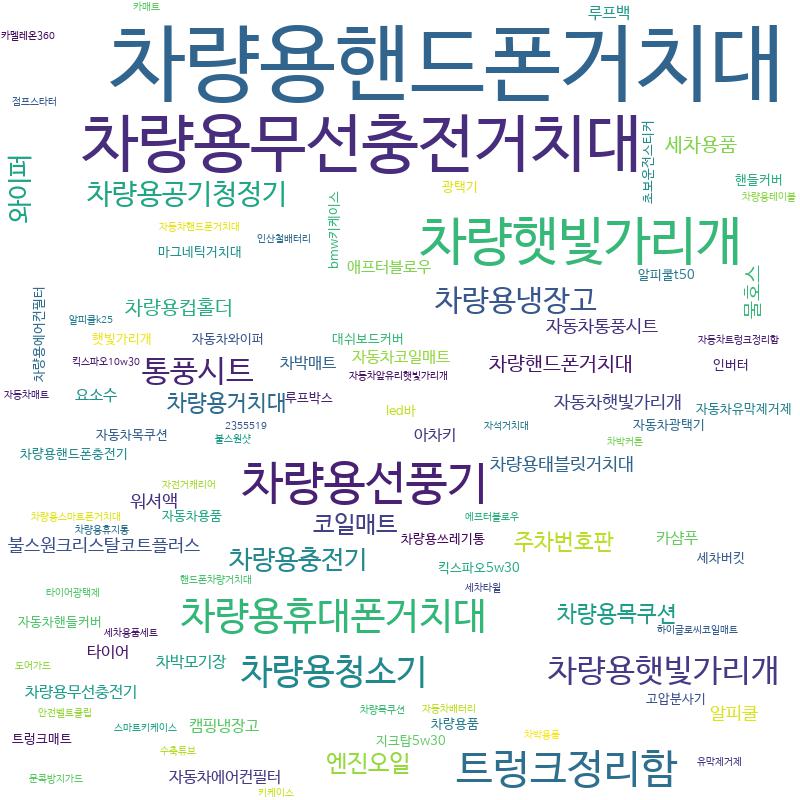 카매트
루프백
카멜레온360
차량용핸드폰거치대
점프스타터
차량용무선충전거치대
초보운전스티커
세차용품
와이퍼
차량용공기청정기
광택기
핸들커버
차량용테이블
bmw키케이스
자동차핸드폰거치대
인산철배터리
차량햇빛가리개
마그네틱거치대
애프터블로우
알피쿨t50
물호스
차량용에어컨필터
차량용냉장고
차량용컵홀더
알피쿨k25
자동차통풍시트
햇빛가리개
자동차와이퍼
대쉬보드커버
자동차트렁크정리함
킥스파오10w30
통풍시트
차박매트
자동차코일매트
차량핸드폰거치대
인버터
자동차앞유리햇빛가리개
자동차매트
요소수
차량용거치대
루프박스
led바
자동차햇빛가리개
자동차유막제거제
자동차목쿠션
2355519
불스원샷
아차키
자석거치대
자동차광택기
차박커튼
차량용핸드폰충전기
차량용선풍기
차량용태블릿거치대
자전거캐리어
워셔액
차량용스마트폰거치대
자동차용품
코일매트
에프터블로우
차량용휴지통
불스원크리스탈코트플러스
차량용쓰레기통
주차번호판
카샴푸
차량용충전기
세차버킷
킥스파오5w30
핸드폰차량거치대
세차타월
타이어광택제
차량용휴대폰거치대
차량용목쿠션
자동차핸들커버
세차용품세트
하이글로씨코일매트
타이어
차박모기장
차량용청소기
차량용햇빛가리개
도어가드
차량용무선충전기
고압분사기
안전벨트클립
차량목쿠션
자동차배터리
알피쿨
스마트키케이스
캠핑냉장고
차량용품
트렁크매트
지크탑5w30
차박용품
수축튜브
엔진오일
트렁크정리함
유막제거제
문콕방지가드
자동차에어컨필터
키케이스